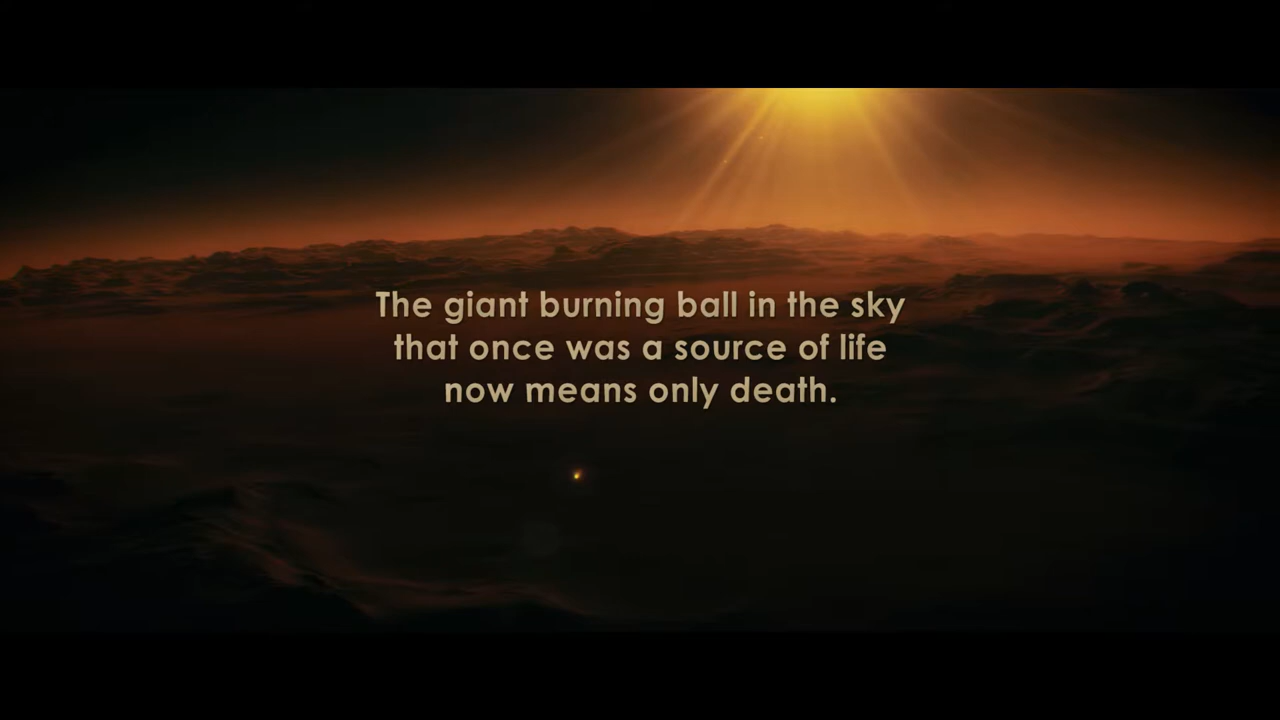 The giant burning ball in the sky
that once was a source of life
now means only death.